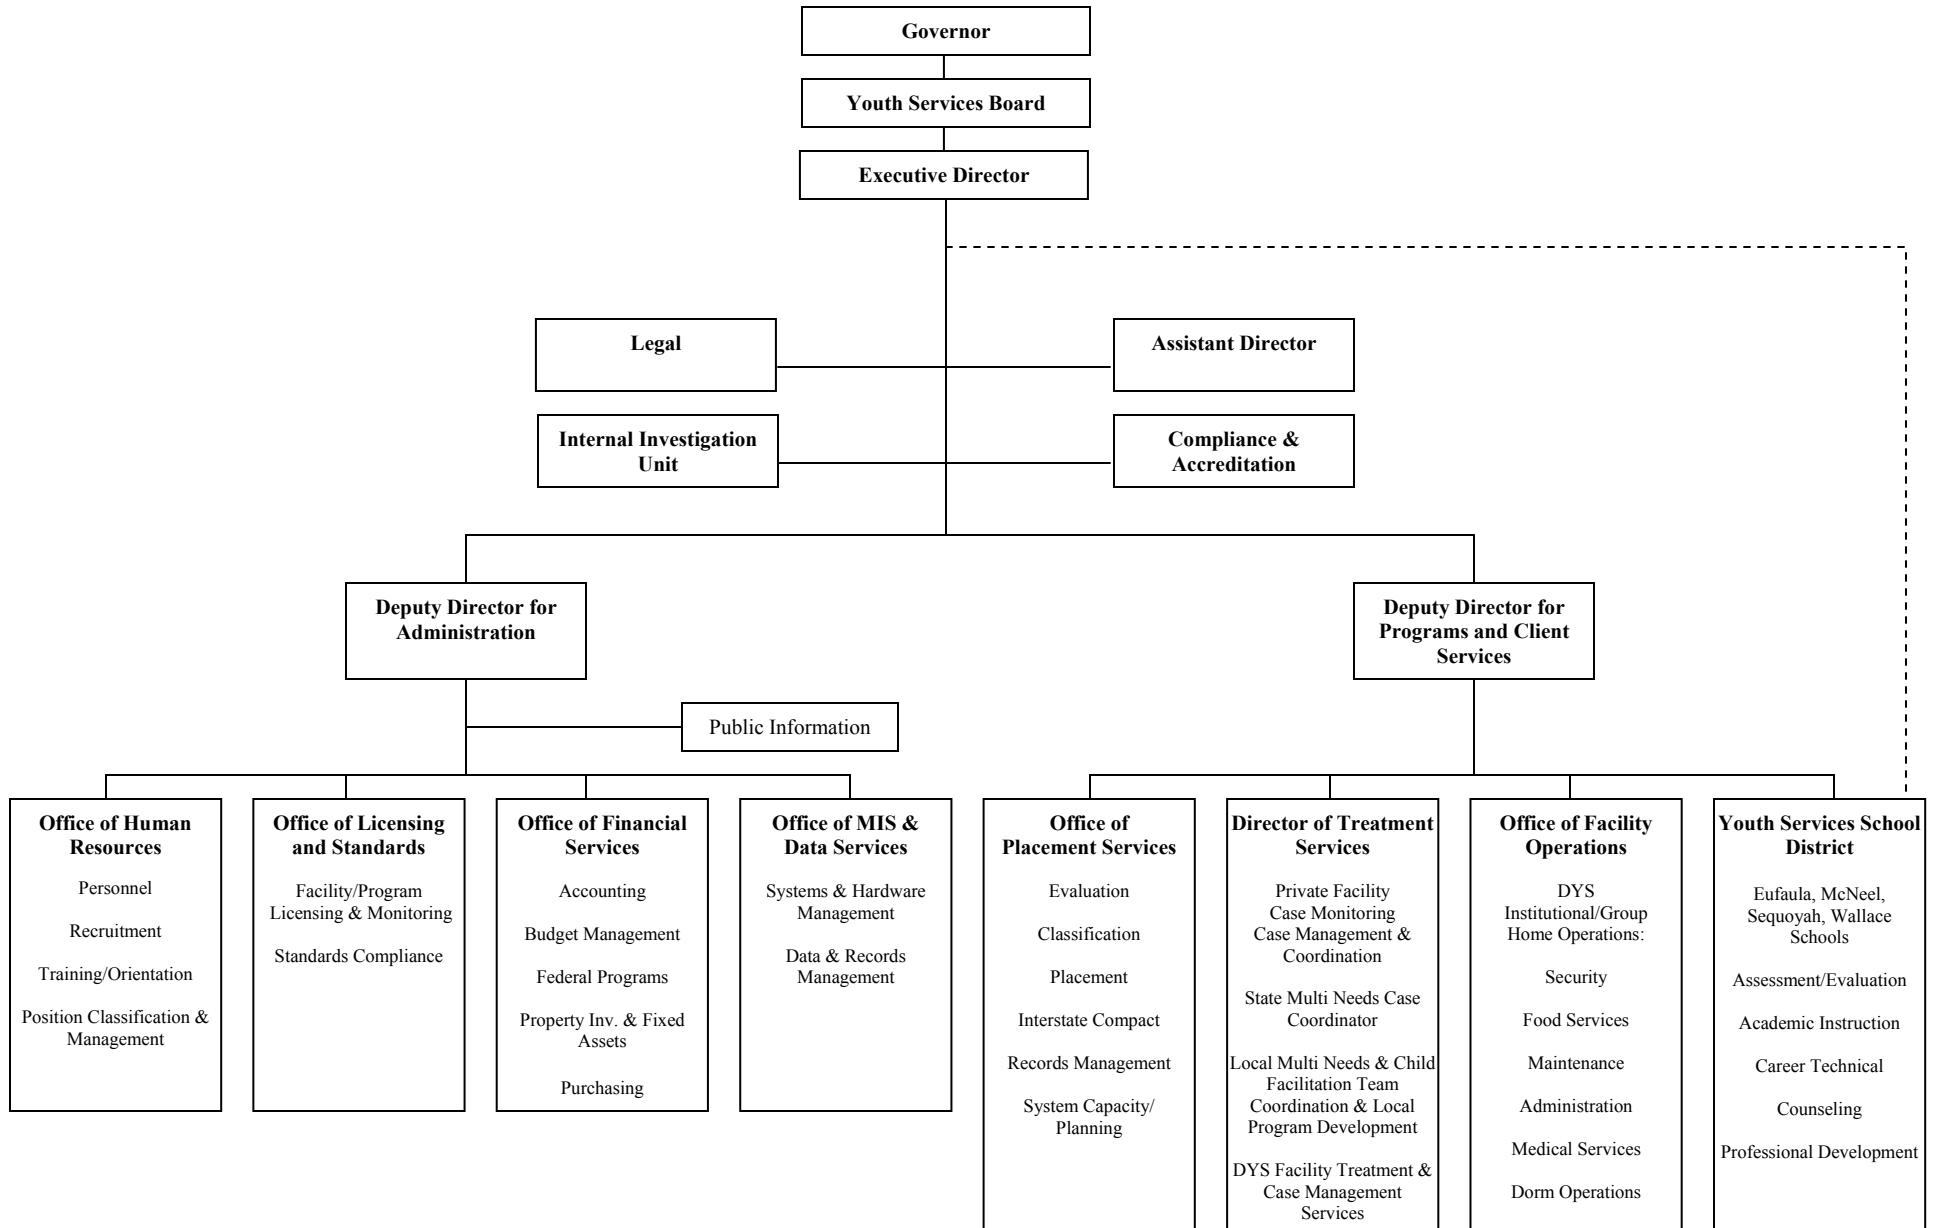 Governor
Youth Services Board
Executive Director
Legal
Assistant Director
Internal Investigation
Unit
Compliance &
Accreditation
Deputy Director for
Administration
Deputy Director for
Programs and Client
Services
Public Information
Office of Human
Resources
Personnel
Recruitment
Training/Orientation
Position Classification &
Management
Office of Licensing
and Standards
Facility/Program
Licensing & Monitoring
Standards Compliance
Office of Financial
Services
Accounting
Budget Management
Federal Programs
Property Inv. & Fixed
Assets
Purchasing
Office of MIS &
Data Services
Systems & Hardware
Management
Data & Records
Management
Office of
Placement Services
Evaluation
Classification
Placement
Interstate Compact
Records Management
System Capacity/
Planning
Director of Treatment
Services
Private Facility
Case Monitoring
Case Management &
Coordination
State Multi Needs Case
Coordinator
Local Multi Needs & Child
Facilitation Team
Coordination & Local
Program Development
DYS Facility Treatment &
Case Management
Services
Office of Facility
Operations
DYS
Institutional/Group
Home Operations:
Security
Food Services
Maintenance
Administration
Medical Services
Dorm Operations
Youth Services School
District
Eufaula, McNeel,
Sequoyah, Wallace
Schools
Assessment/Evaluation
Academic Instruction
Career Technical
Counseling
Professional Development